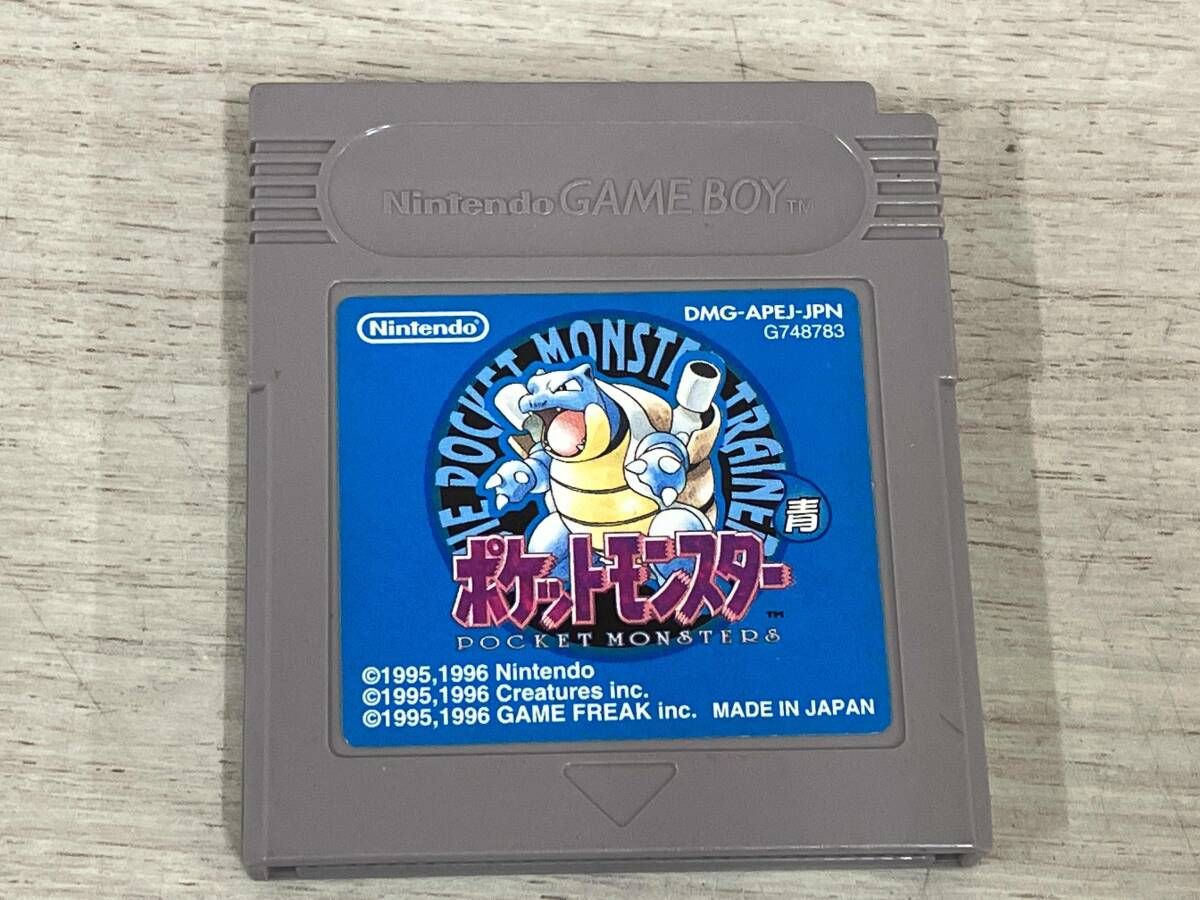 Nintendo GAME BOY™
Nintendo®
DMG-APEJ-JPN
G748783
THE POCKET MONSTER TRAINER
青
ポケットモンスター™
POCKET MONSTERS
©1995,1996 Nintendo
©1995,1996 Creatures inc.
©1995,1996 GAME FREAK inc. MADE IN JAPAN